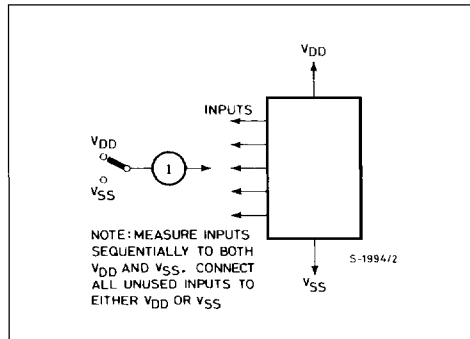 VDD
INPUTS
VDD
1
VSS
NOTE: MEASURE INPUTS
SEQUENTIALLY TO BOTH
VDD AND VSS. CONNECT
ALL UNUSED INPUTS TO
EITHER VDD OR VSS
S-1994/2
VSS